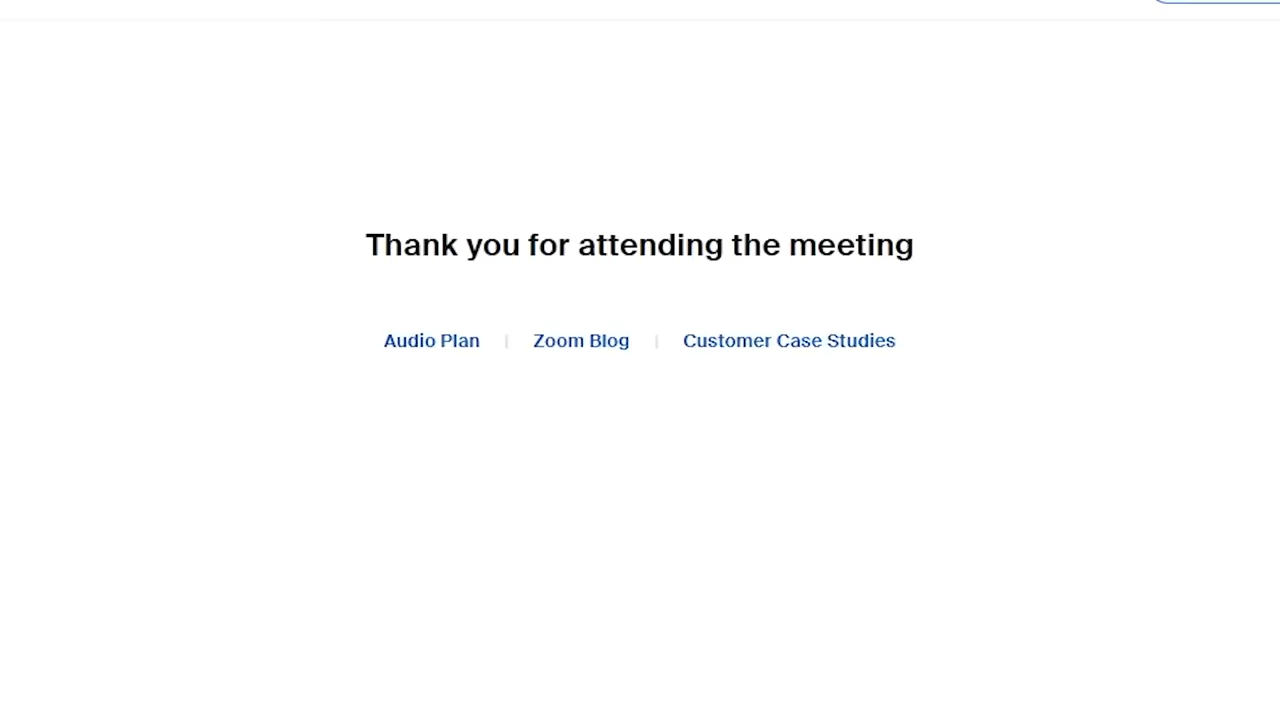 Thank you for attending the meeting
Audio Plan | Zoom Blog | Customer Case Studies